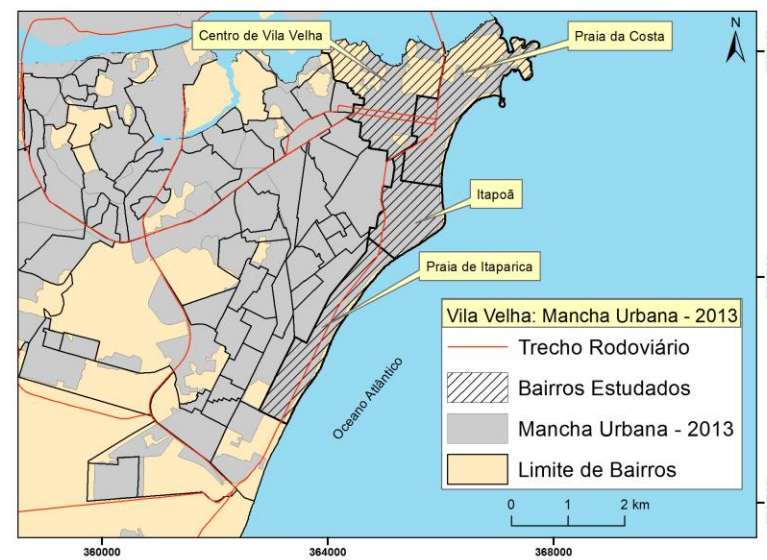 Centro de Vila Velha
Praia da Costa
N
Itapoã
Praia de Itaparica
Oceano Atlântico
Vila Velha: Mancha Urbana - 2013
Trecho Rodoviário
Bairros Estudados
Mancha Urbana - 2013
Limite de Bairros
0 1 2 km
360000 364000 368000